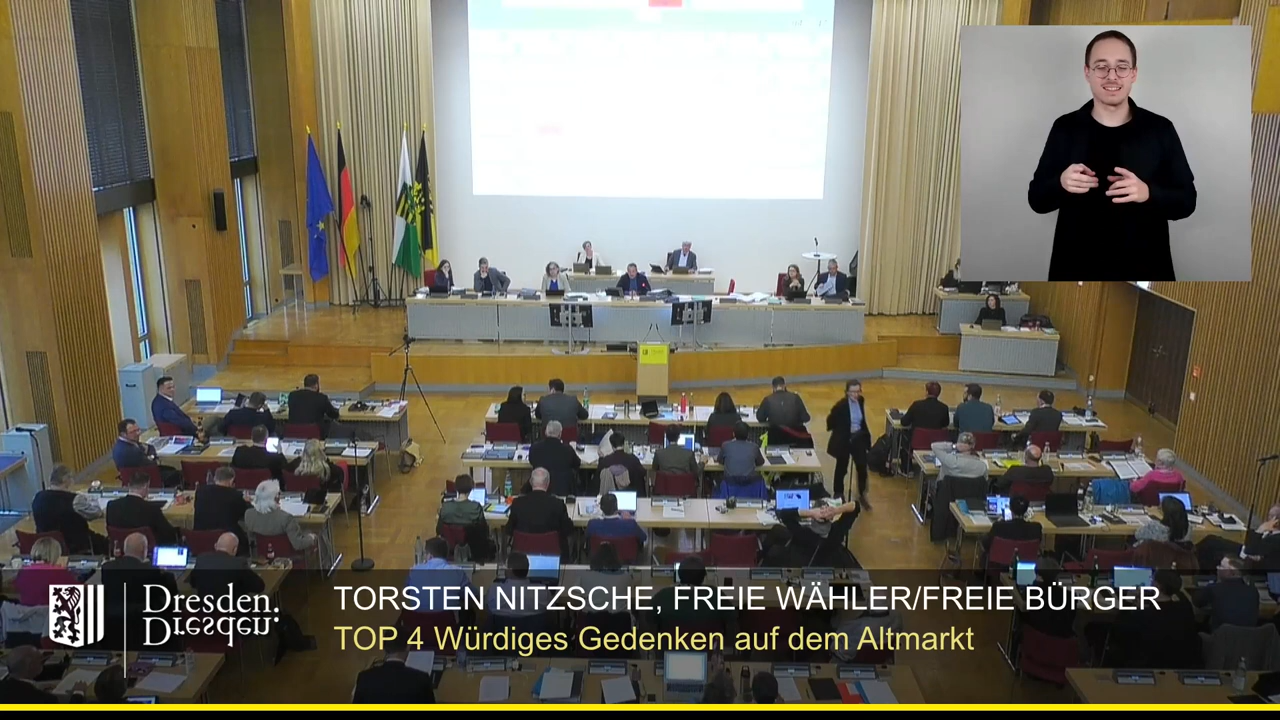 Dresden.
Dresden.
TORSTEN NITZSCHE, FREIE WÄHLER/FREIE BÜRGER
TOP 4 Würdiges Gedenken auf dem Altmarkt